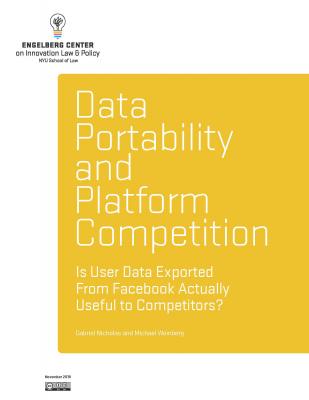 ENGELBERG CENTER
on Innovation Law & Policy
NYU School of Law
Data
Portability
and
Platform
Competition
Is User Data Exported
From Facebook Actually
Useful to Competitors?
Gabriel Nicholas and Michael Weinberg
November 2019